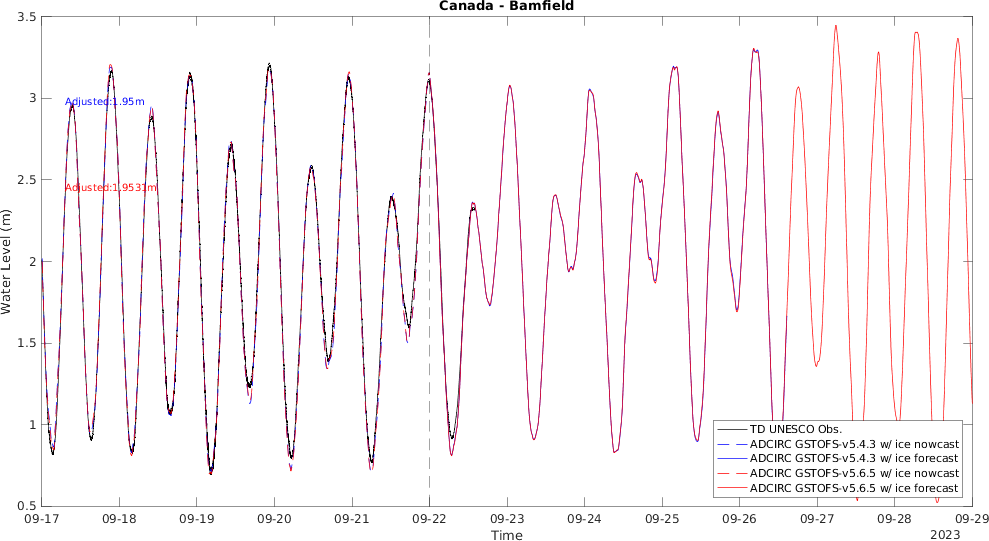 Canada - Bamfield
3.5
3
2.5
2
1.5
1
0.5
Water Level (m)
Adjusted:1.95m
Adjusted:1.9531m
TD UNESCO Obs.
ADCIRC GSTOFS-v5.4.3 w/ ice nowcast
ADCIRC GSTOFS-v5.4.3 w/ ice forecast
ADCIRC GSTOFS-v5.6.5 w/ ice nowcast
ADCIRC GSTOFS-v5.6.5 w/ ice forecast
09-17 09-18 09-19 09-20 09-21 09-22 09-23 09-24 09-25 09-26 09-27 09-28 09-29
Time
2023